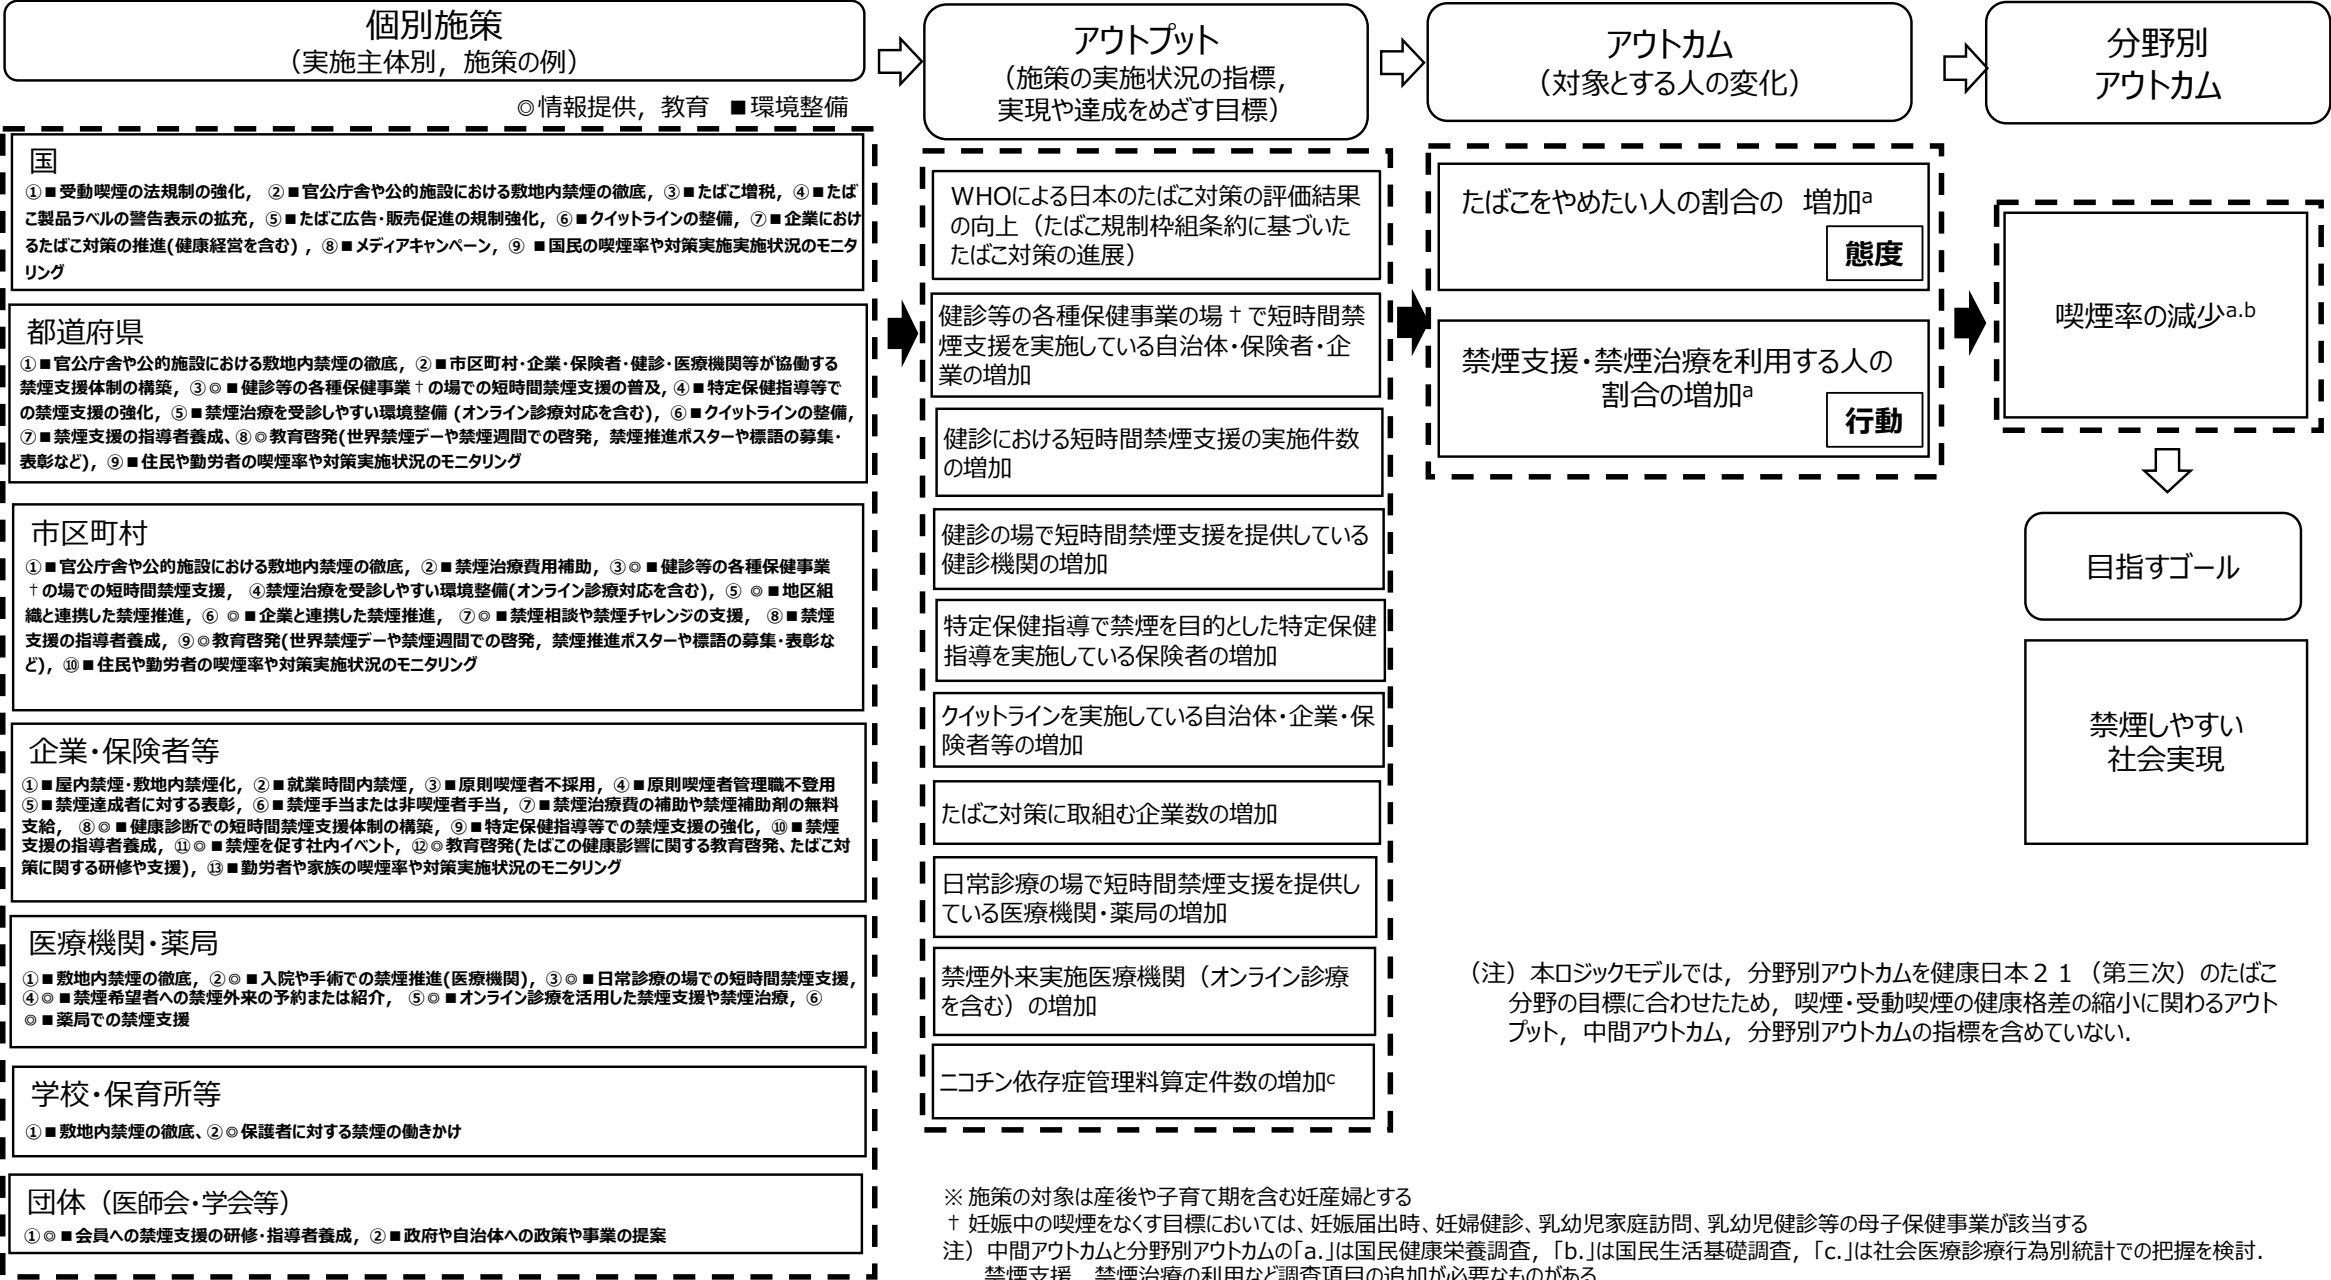 個別施策
（実施主体別，施策の例）
アウトプット
（施策の実施状況の指標，
実現や達成をめざす目標）
アウトカム
（対象とする人の変化）
分野別
アウトカム
◎情報提供，教育　■環境整備
国
①■受動喫煙の法規制の強化， ②■官公庁舎や公的施設における敷地内禁煙の徹底，③■たばこ増税，④■たば
こ製品ラベルの警告表示の拡充，⑤■たばこ広告・販売促進の規制強化，⑥■クイットラインの整備，⑦■企業におけ
るたばこ対策の推進(健康経営を含む) ，⑧■メディアキャンペーン，⑨ ■国民の喫煙率や対策実施実施状況のモニタ
リング
都道府県
①■官公庁舎や公的施設における敷地内禁煙の徹底，②■市区町村・企業・保険者・健診・医療機関等が協働する
禁煙支援体制の構築，③◎■健診等の各種保健事業†の場での短時間禁煙支援の普及，④■特定保健指導等で
の禁煙支援の強化，⑤■禁煙治療を受診しやすい環境整備 (オンライン診療対応を含む)，⑥■クイットラインの整備，
⑦■禁煙支援の指導者養成、⑧◎教育啓発(世界禁煙デーや禁煙週間での啓発，禁煙推進ポスターや標語の募集・
表彰など)，⑨■住民や勤労者の喫煙率や対策実施状況のモニタリング
市区町村
①■官公庁舎や公的施設における敷地内禁煙の徹底，②■禁煙治療費用補助，③◎■健診等の各種保健事業
†の場での短時間禁煙支援， ④禁煙治療を受診しやすい環境整備(オンライン診療対応を含む)，⑤ ◎■地区組
織と連携した禁煙推進，⑥ ◎■企業と連携した禁煙推進， ⑦◎■禁煙相談や禁煙チャレンジの支援， ⑧■禁煙
支援の指導者養成，⑨◎教育啓発(世界禁煙デーや禁煙週間での啓発，禁煙推進ポスターや標語の募集・表彰な
ど)，⑩■住民や勤労者の喫煙率や対策実施状況のモニタリング
企業・保険者等
①■屋内禁煙・敷地内禁煙化，②■就業時間内禁煙，③■原則喫煙者不採用，④■原則喫煙者管理職不登用
⑤■禁煙達成者に対する表彰，⑥■禁煙手当または非喫煙者手当，⑦■禁煙治療費の補助や禁煙補助剤の無料
支給， ⑧◎■健康診断での短時間禁煙支援体制の構築，⑨■特定保健指導等での禁煙支援の強化，⑩■禁煙
支援の指導者養成，⑪◎■禁煙を促す社内イベント，⑫◎教育啓発(たばこの健康影響に関する教育啓発、たばこ対
策に関する研修や支援)，⑬■勤労者や家族の喫煙率や対策実施状況のモニタリング
医療機関・薬局
①■敷地内禁煙の徹底，②◎■入院や手術での禁煙推進(医療機関)，③◎■日常診療の場での短時間禁煙支援，
④◎■禁煙希望者への禁煙外来の予約または紹介， ⑤◎■オンライン診療を活用した禁煙支援や禁煙治療，⑥
◎■薬局での禁煙支援
学校・保育所等
①■敷地内禁煙の徹底、②◎保護者に対する禁煙の働きかけ
団体（医師会・学会等）
①◎■会員への禁煙支援の研修・指導者養成，②■政府や自治体への政策や事業の提案
WHOによる日本のたばこ対策の評価結果
の向上（たばこ規制枠組条約に基づいた
たばこ対策の進展）
健診等の各種保健事業の場†で短時間禁
煙支援を実施している自治体・保険者・企
業の増加
健診における短時間禁煙支援の実施件数
の増加
健診の場で短時間禁煙支援を提供している
健診機関の増加
特定保健指導で禁煙を目的とした特定保健
指導を実施している保険者の増加
クイットラインを実施している自治体・企業・保
険者等の増加
たばこ対策に取組む企業数の増加
日常診療の場で短時間禁煙支援を提供し
ている医療機関・薬局の増加
禁煙外来実施医療機関（オンライン診療
を含む）の増加
ニコチン依存症管理料算定件数の増加c
たばこをやめたい人の割合の　増加a
態度
禁煙支援・禁煙治療を利用する人の
割合の増加a
行動
喫煙率の減少a.b
目指すゴール
禁煙しやすい
社会実現
（注）本ロジックモデルでは，分野別アウトカムを健康日本２１（第三次）のたばこ
分野の目標に合わせたため，喫煙・受動喫煙の健康格差の縮小に関わるアウト
プット，中間アウトカム，分野別アウトカムの指標を含めていない．
※ 施策の対象は産後や子育て期を含む妊産婦とする
† 妊娠中の喫煙をなくす目標においては、妊娠届出時、妊婦健診、乳幼児家庭訪問、乳幼児健診等の母子保健事業が該当する
注）中間アウトカムと分野別アウトカムの「a.」は国民健康栄養調査，「b.」は国民生活基礎調査，「c.」は社会医療診療行為別統計での把握を検討．
禁煙支援，禁煙治療の利用など調査項目の追加が必要なものがある